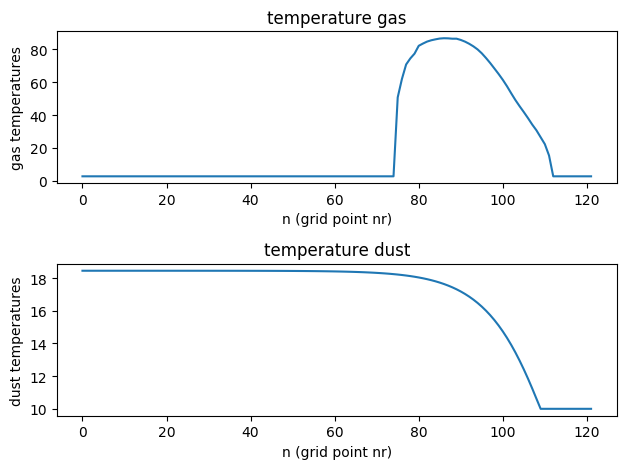 temperature gas
gas temperatures
80
60
40
20
0
0 20 40 60 80 100 120
n (grid point nr)
temperature dust
dust temperatures
18
16
14
12
10
0 20 40 60 80 100 120
n (grid point nr)